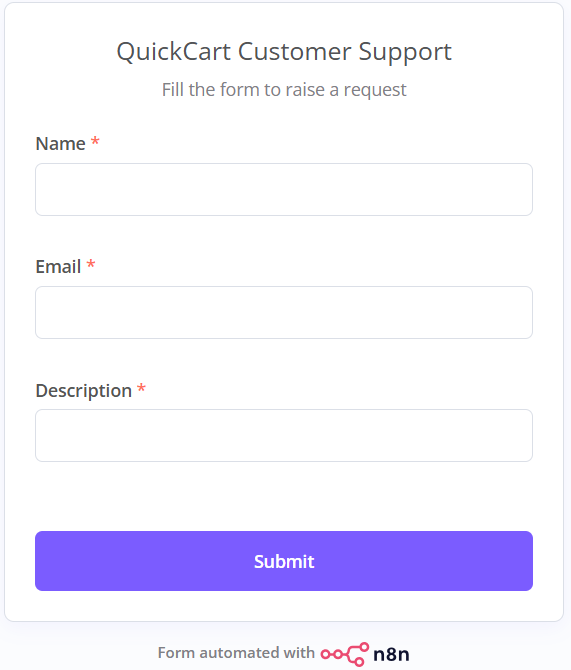 QuickCart Customer Support
Fill the form to raise a request
Name *
Email *
Description *
Submit
Form automated with n8n